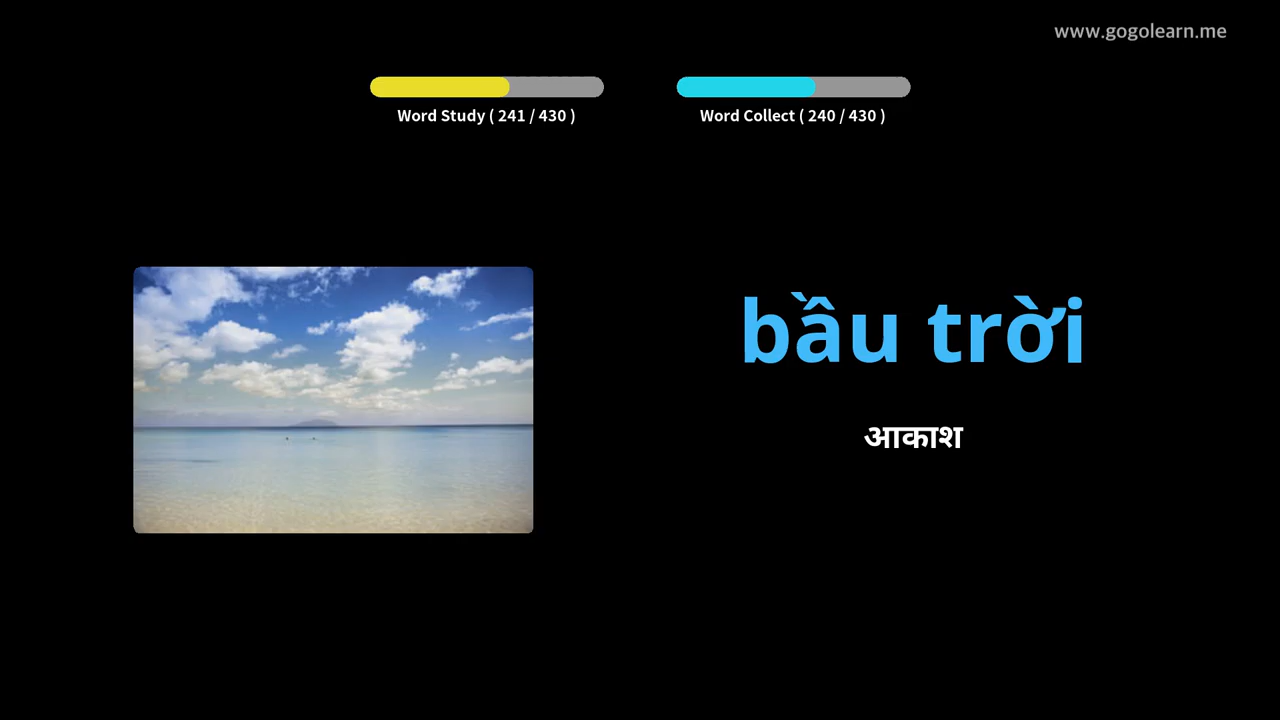 www.gogolearn.me
Word Study ( 241 / 430 )
Word Collect ( 240 / 430 )
bầu trời
आकाश